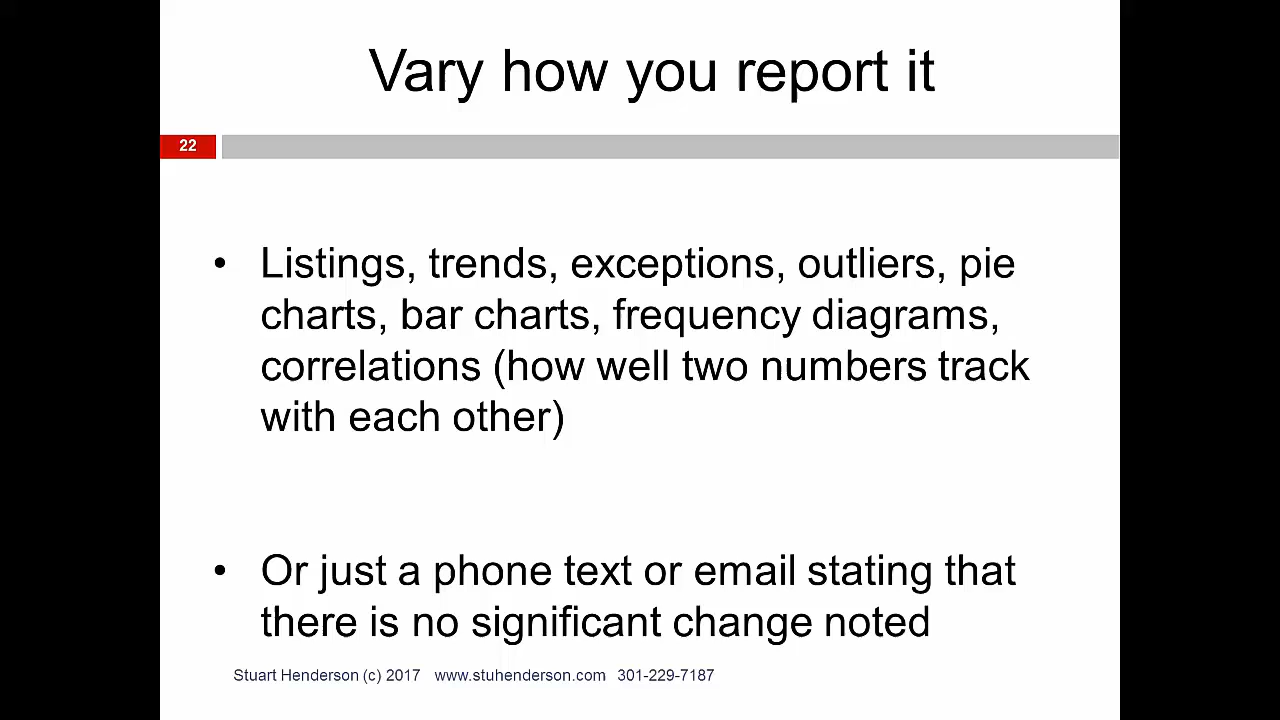 Vary how you report it
22
• Listings, trends, exceptions, outliers, pie
charts, bar charts, frequency diagrams,
correlations (how well two numbers track
with each other)
• Or just a phone text or email stating that
there is no significant change noted
Stuart Henderson (c) 2017 www.stuhenderson.com 301-229-7187